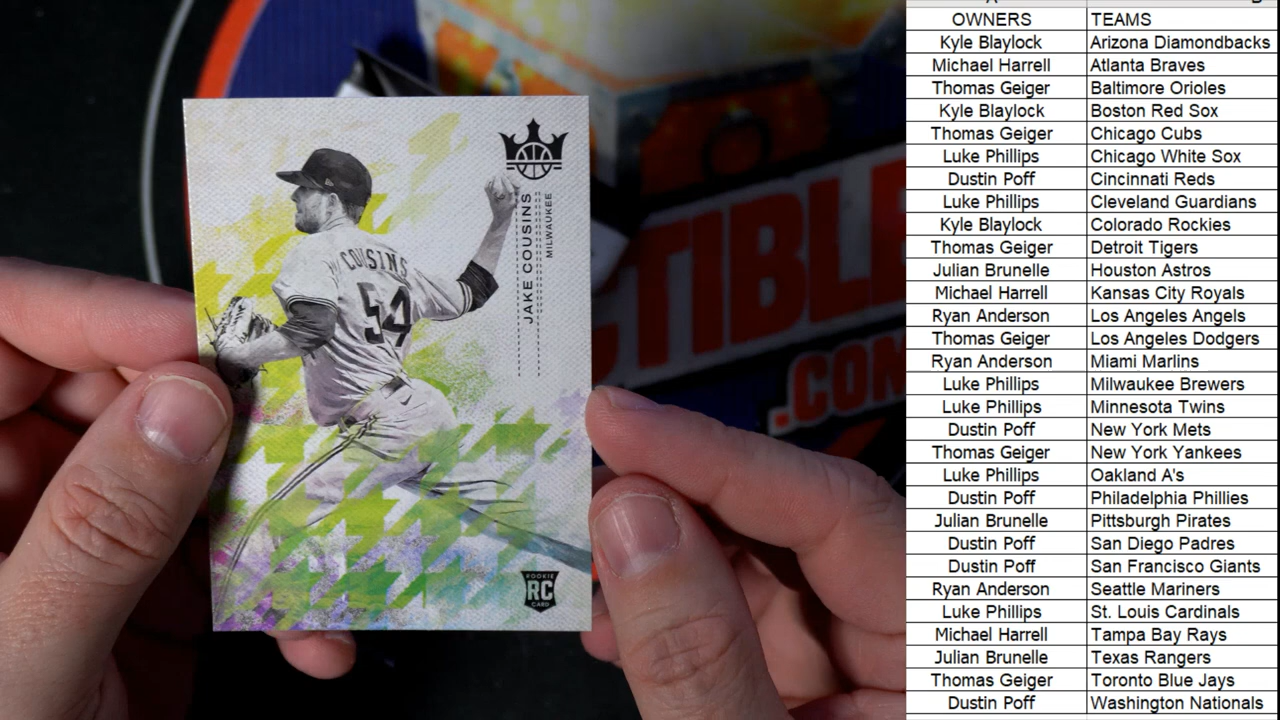 JAKE COUSINS
MILWAUKEE
COUSINS
54
ROOKIE
RC
CARD
TIBLE
.COM
OWNERS TEAMS
Kyle Blaylock Arizona Diamondbacks
Michael Harrell Atlanta Braves
Thomas Geiger Baltimore Orioles
Kyle Blaylock Boston Red Sox
Thomas Geiger Chicago Cubs
Luke Phillips Chicago White Sox
Dustin Poff Cincinnati Reds
Luke Phillips Cleveland Guardians
Kyle Blaylock Colorado Rockies
Thomas Geiger Detroit Tigers
Julian Brunelle Houston Astros
Michael Harrell Kansas City Royals
Ryan Anderson Los Angeles Angels
Thomas Geiger Los Angeles Dodgers
Ryan Anderson Miami Marlins
Luke Phillips Milwaukee Brewers
Luke Phillips Minnesota Twins
Dustin Poff New York Mets
Thomas Geiger New York Yankees
Luke Phillips Oakland A's
Dustin Poff Philadelphia Phillies
Julian Brunelle Pittsburgh Pirates
Dustin Poff San Diego Padres
Dustin Poff San Francisco Giants
Ryan Anderson Seattle Mariners
Luke Phillips St. Louis Cardinals
Michael Harrell Tampa Bay Rays
Julian Brunelle Texas Rangers
Thomas Geiger Toronto Blue Jays
Dustin Poff Washington Nationals